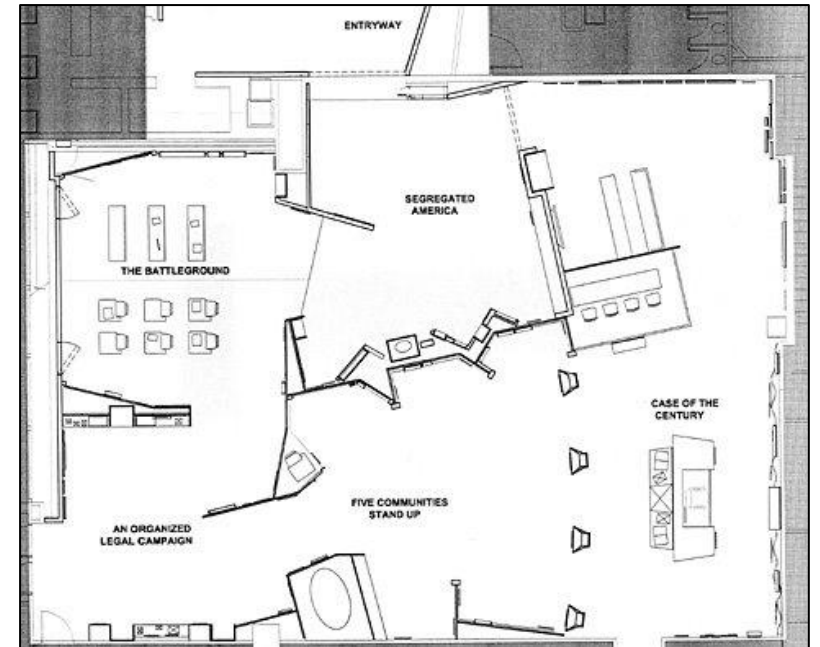 ENTRYWAY
SEGREGATED
AMERICA
THE BATTLEGROUND
CASE OF THE
CENTURY
FIVE COMMUNITIES
STAND UP
AN ORGANIZED
LEGAL CAMPAIGN